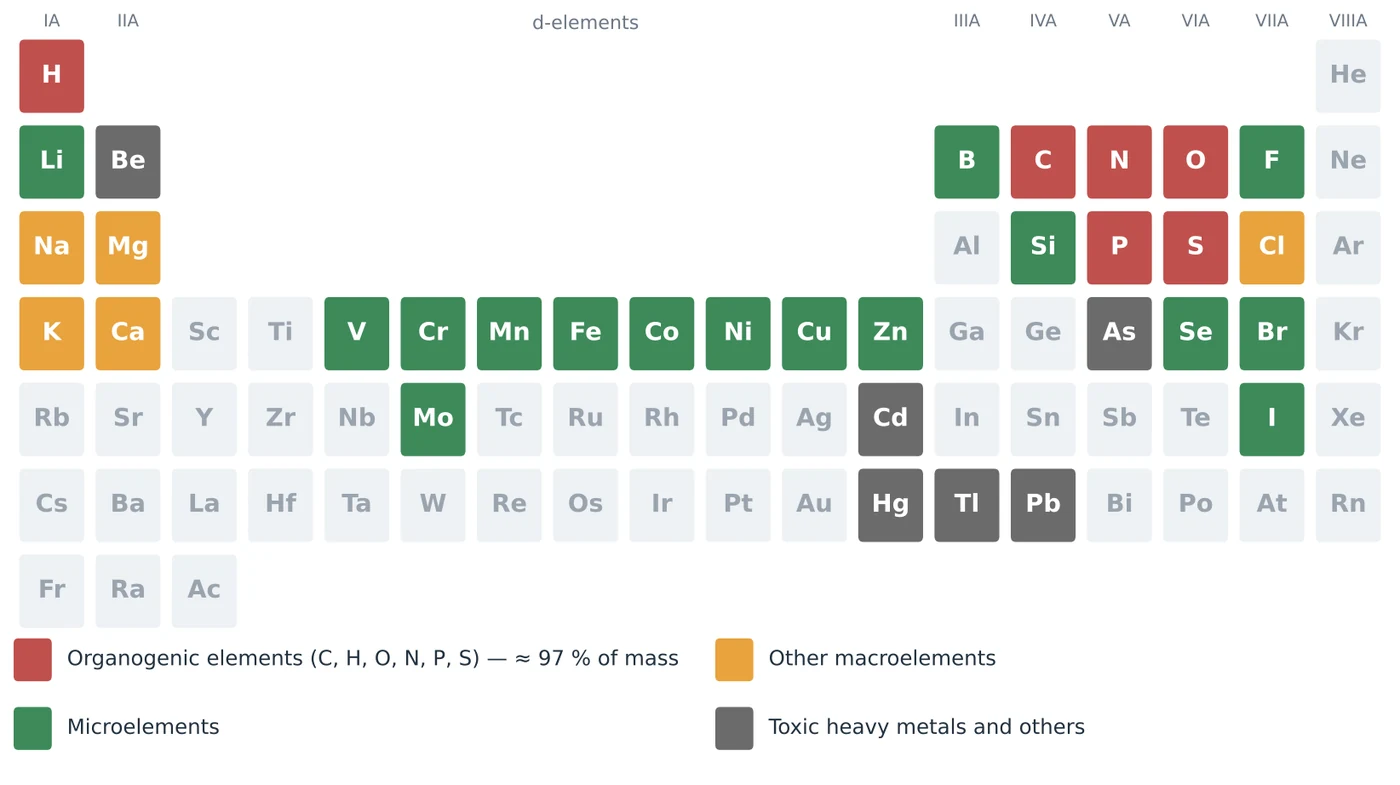 IA IIA d-elements IIIA IVA VA VIA VIIA VIIIA
H He
Li Be B C N O F Ne
Na Mg Al Si P S Cl Ar
K Ca Sc Ti V Cr Mn Fe Co Ni Cu Zn Ga Ge As Se Br Kr
Rb Sr Y Zr Nb Mo Tc Ru Rh Pd Ag Cd In Sn Sb Te I Xe
Cs Ba La Hf Ta W Re Os Ir Pt Au Hg Tl Pb Bi Po At Rn
Fr Ra Ac
Organogenic elements (C, H, O, N, P, S) — ≈ 97 % of mass
Other macroelements
Microelements
Toxic heavy metals and others